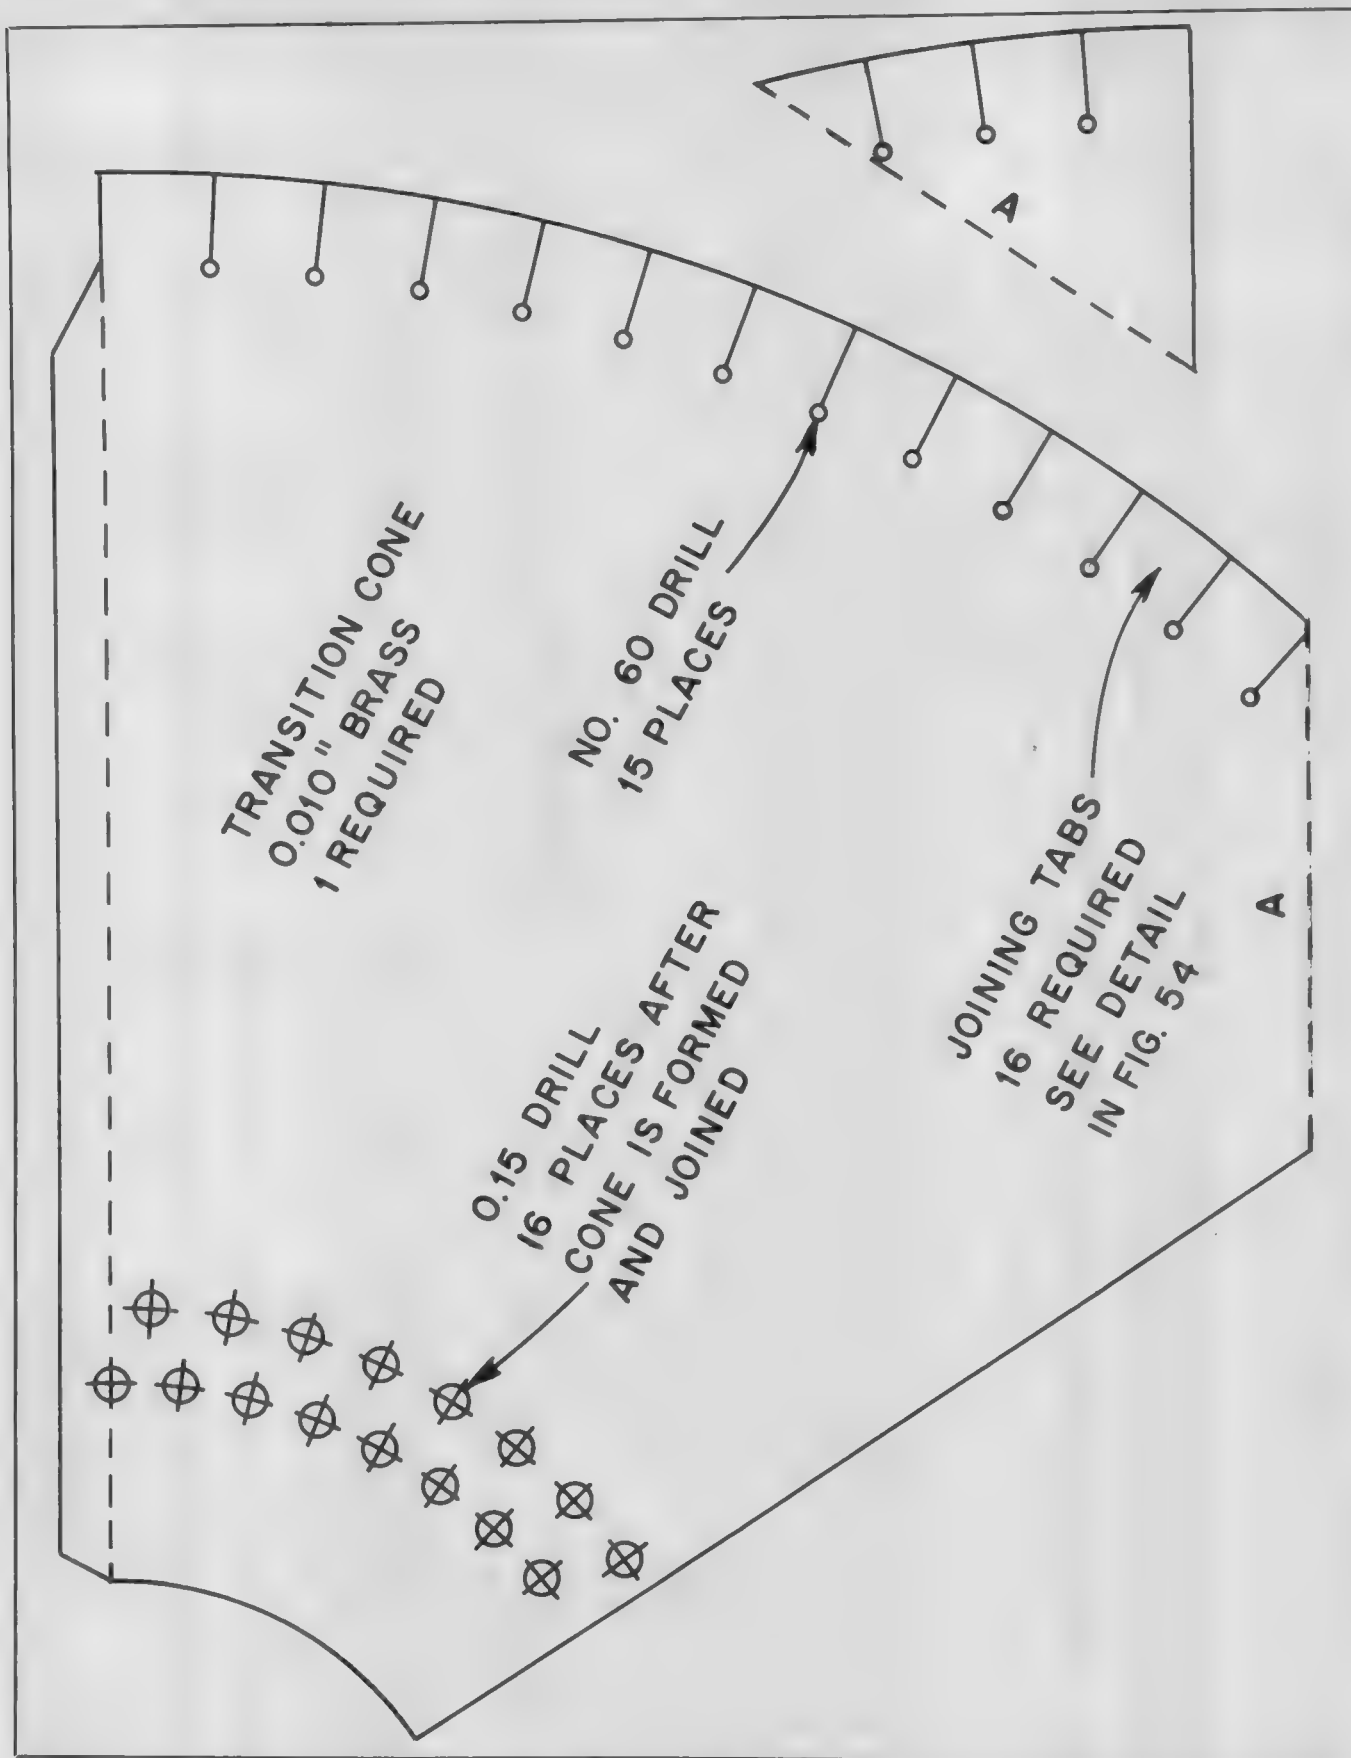 A
TRANSITION CONE
0.010" BRASS
1 REQUIRED
NO. 60 DRILL
15 PLACES
0.15 DRILL
16 PLACES AFTER
CONE IS FORMED
AND JOINED
JOINING TABS
16 REQUIRED
SEE DETAIL
IN FIG. 54
A